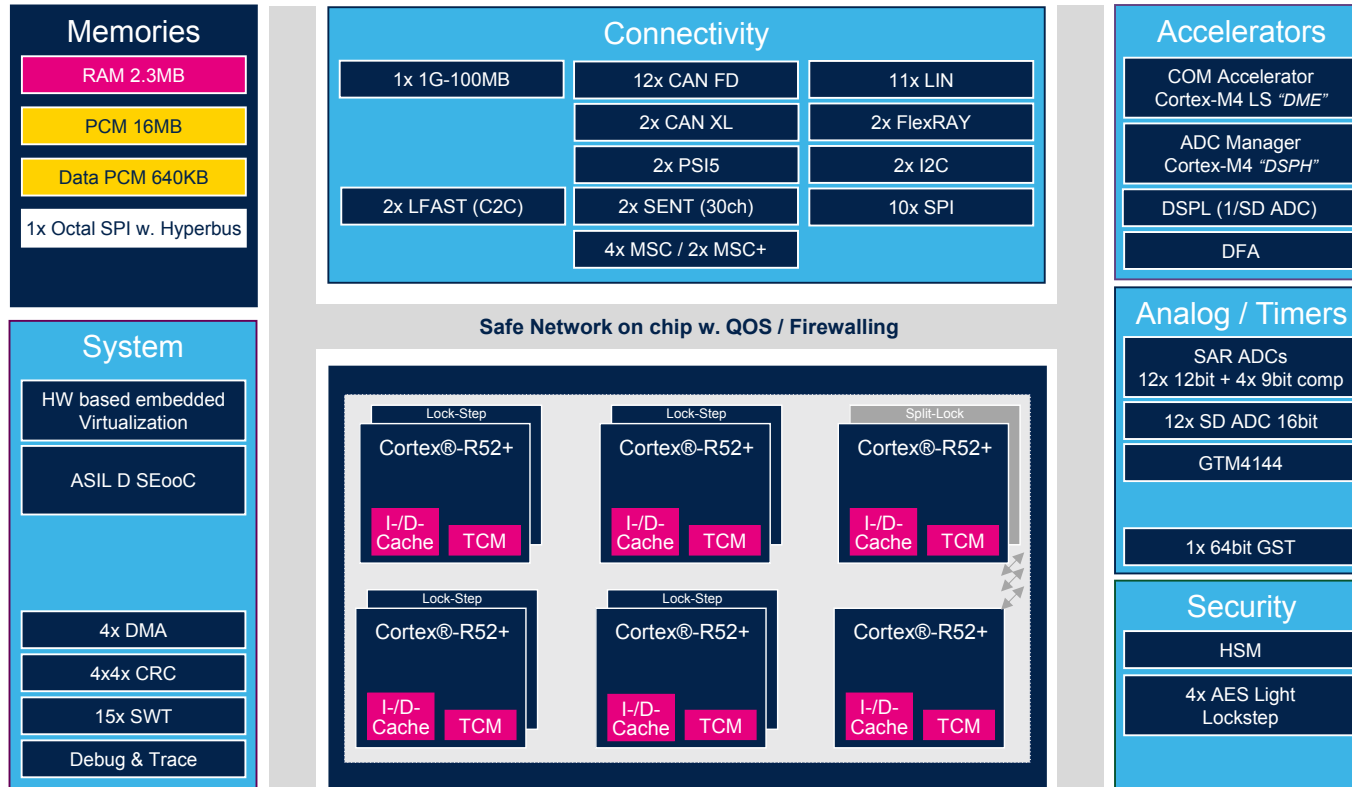 Memories
RAM 2.3MB
PCM 16MB
Data PCM 640KB
1x Octal SPI w. Hyperbus
Connectivity
1x 1G-100MB
12x CAN FD
11x LIN
2x CAN XL
2x FlexRAY
2x PSI5
2x I2C
2x LFAST (C2C)
2x SENT (30ch)
10x SPI
4x MSC / 2x MSC+
Accelerators
COM Accelerator
Cortex-M4 LS “DME”
ADC Manager
Cortex-M4 “DSPH”
DSPL (1/SD ADC)
DFA
Safe Network on chip w. QOS / Firewalling
System
HW based embedded
Virtualization
ASIL D SEooC
4x DMA
4x4x CRC
15x SWT
Debug & Trace
Lock-Step
Cortex®-R52+
I-/D-
Cache
TCM
Lock-Step
Cortex®-R52+
I-/D-
Cache
TCM
Split-Lock
Cortex®-R52+
I-/D-
Cache
TCM
Lock-Step
Cortex®-R52+
I-/D-
Cache
TCM
Lock-Step
Cortex®-R52+
I-/D-
Cache
TCM
Cortex®-R52+
I-/D-
Cache
TCM
Analog / Timers
SAR ADCs
12x 12bit + 4x 9bit comp
12x SD ADC 16bit
GTM4144
1x 64bit GST
Security
HSM
4x AES Light
Lockstep